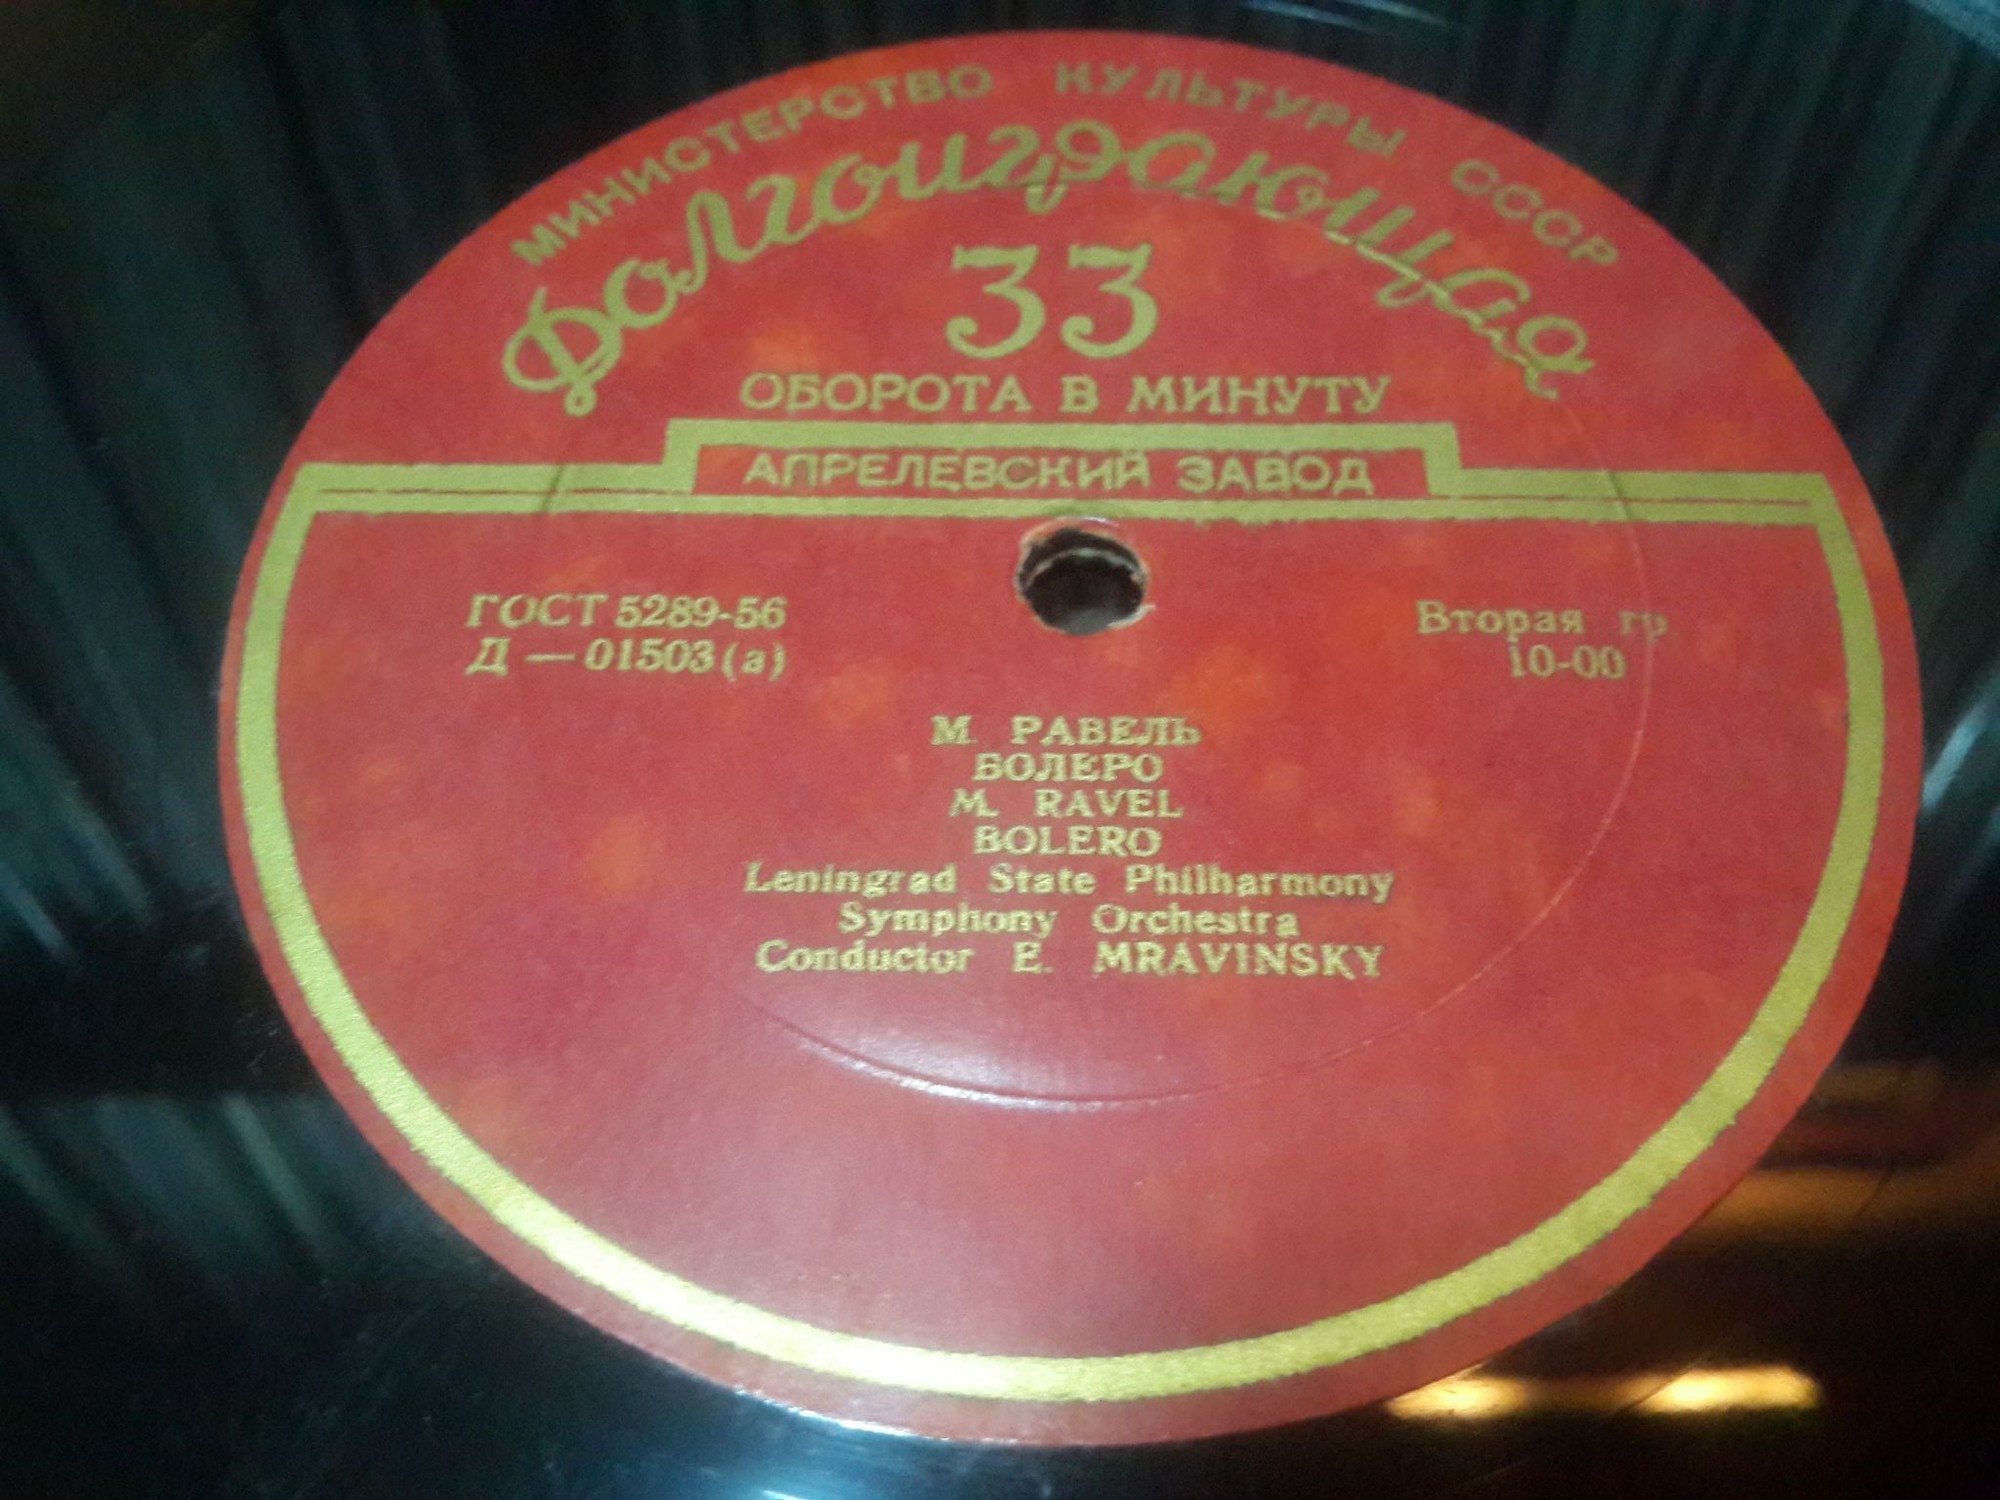 МИНИСТЕРСТВО КУЛЬТУРЫ СССР
Долгоиграющая
33
ОБОРОТА В МИНУТУ
АПРЕЛЕВСКИЙ ЗАВОД
ГОСТ 5289-56
Д — 01503 (а)
Вторая гр
10-00
М. РАВЕЛЬ
БОЛЕРО
M. RAVEL
BOLERO
Leningrad State Philharmony
Symphony Orchestra
Conductor E. MRAVINSKY